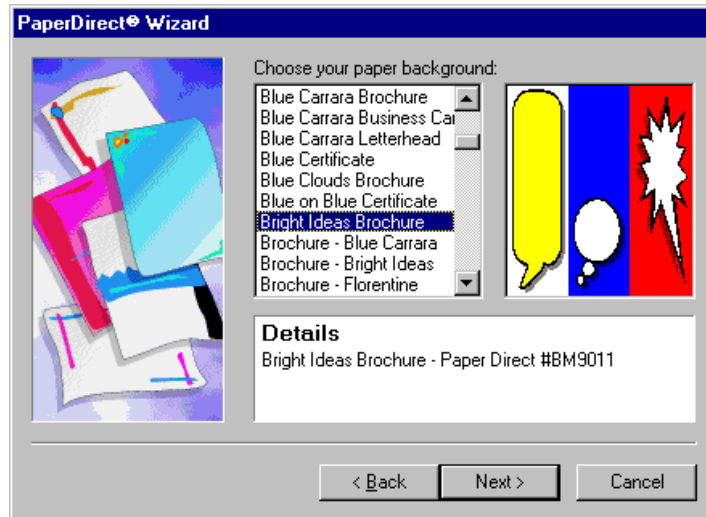 PaperDirect® Wizard
Choose your paper background:
Blue Carrara Brochure
Blue Carrara Business Car
Blue Carrara Letterhead
Blue Certificate
Blue Clouds Brochure
Blue on Blue Certificate
Bright Ideas Brochure
Brochure - Blue Carrara
Brochure - Bright Ideas
Brochure - Florentine
Details
Bright Ideas Brochure - Paper Direct #BM9011
< Back
Next >
Cancel